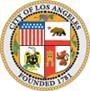 CITY OF LOS ANGELES
FOUNDED 1781